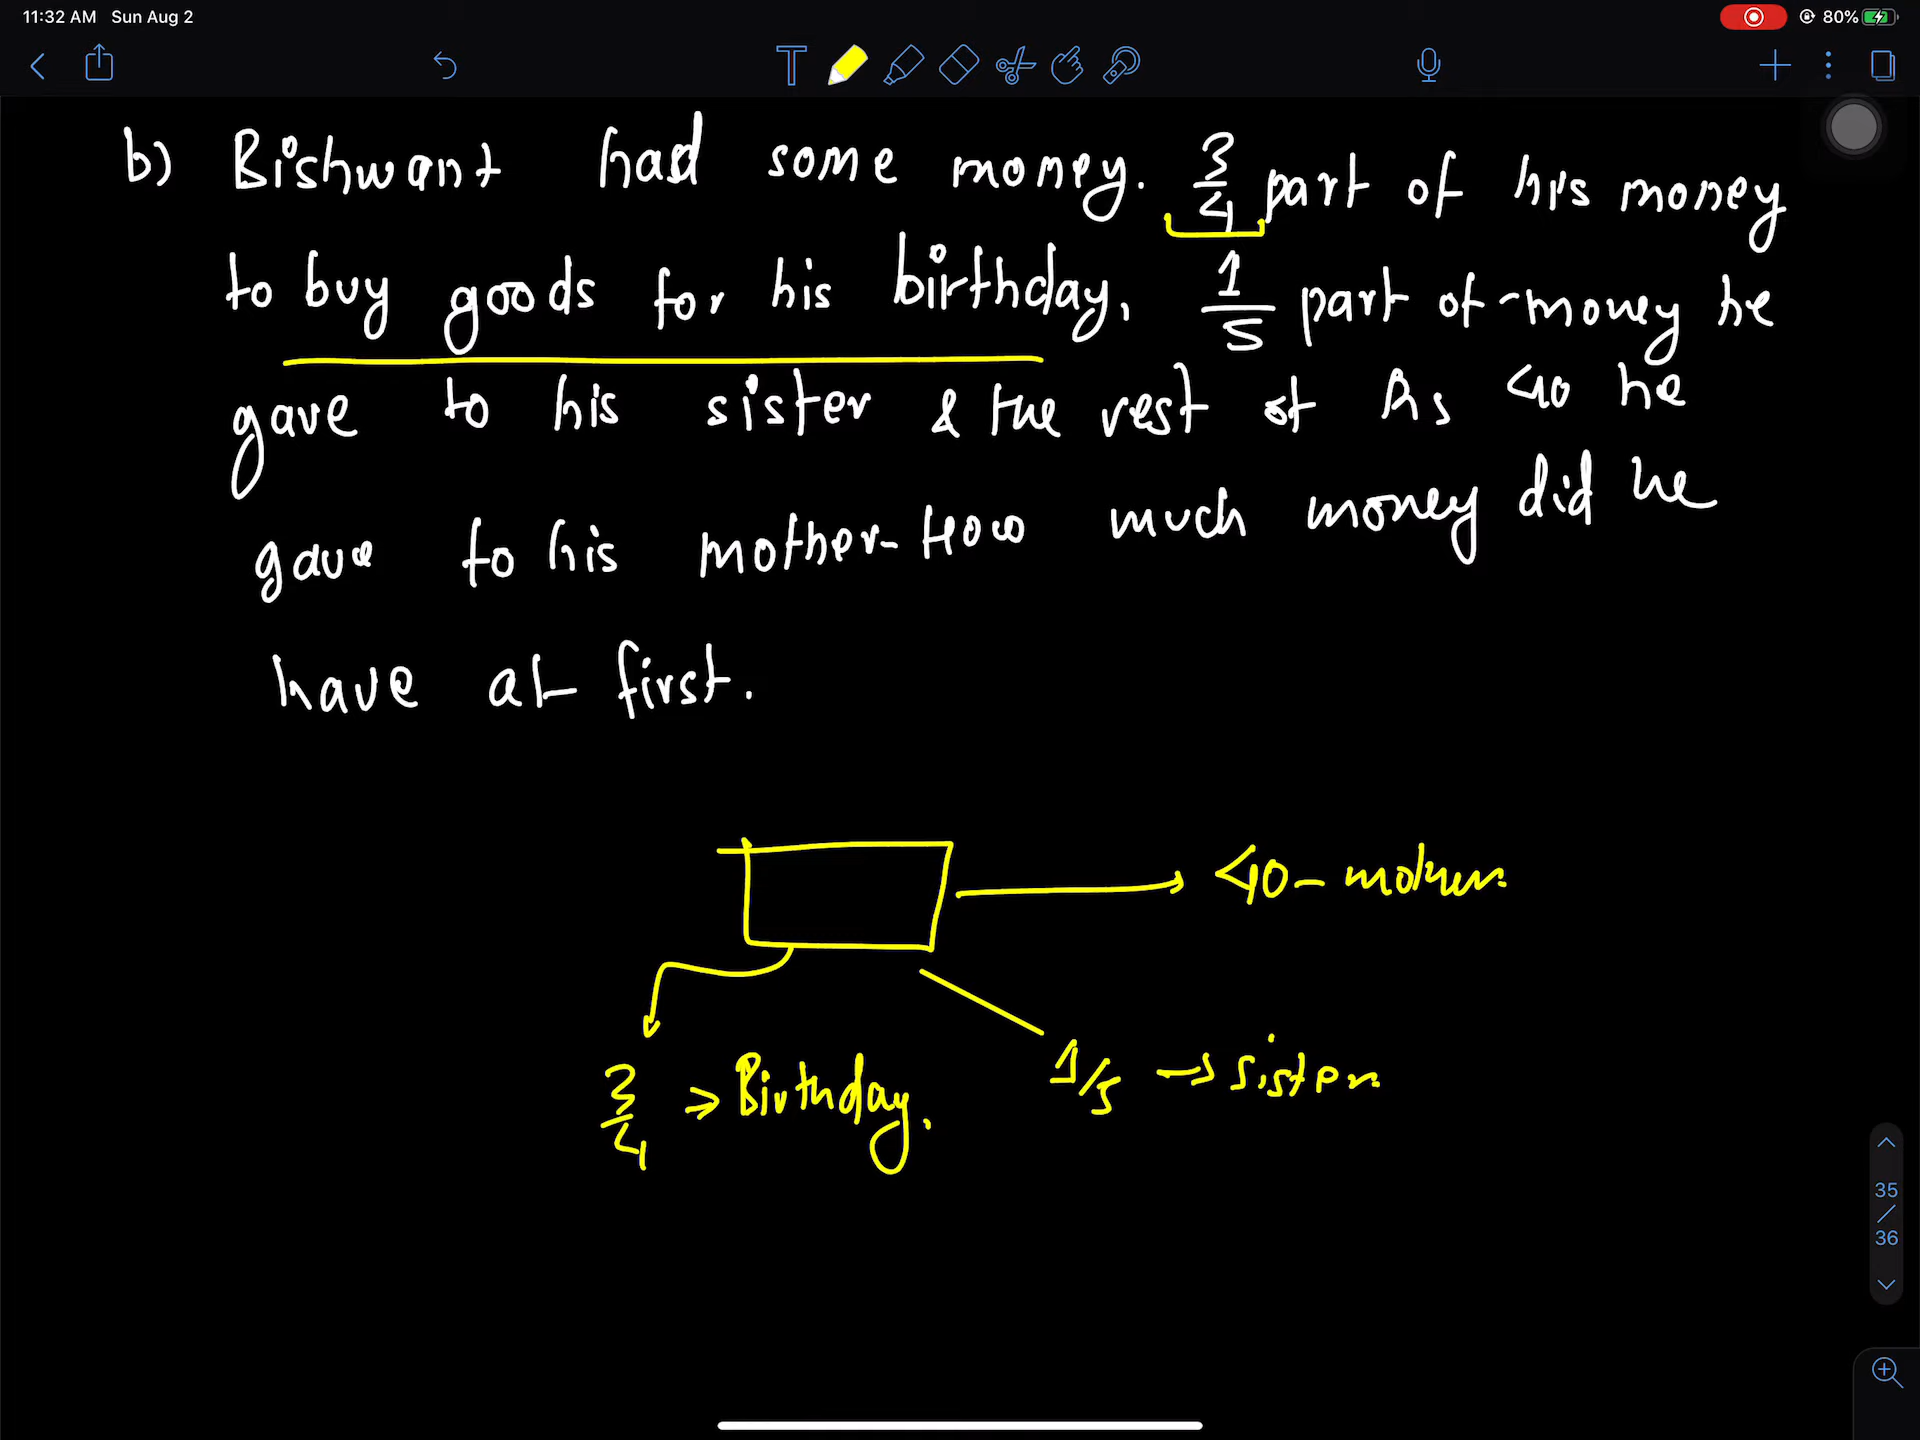 11:32 AM Sun Aug 2
80%
b) Bishwant had some money. 3/4 part of his money
to buy goods for his birthday, 1/5 part of money he
gave to his sister & the rest of Rs 40 he
gave to his mother. How much money did he
have at first.
40 - mother
3/4 → Birthday.
1/5 → sister
35
/
36